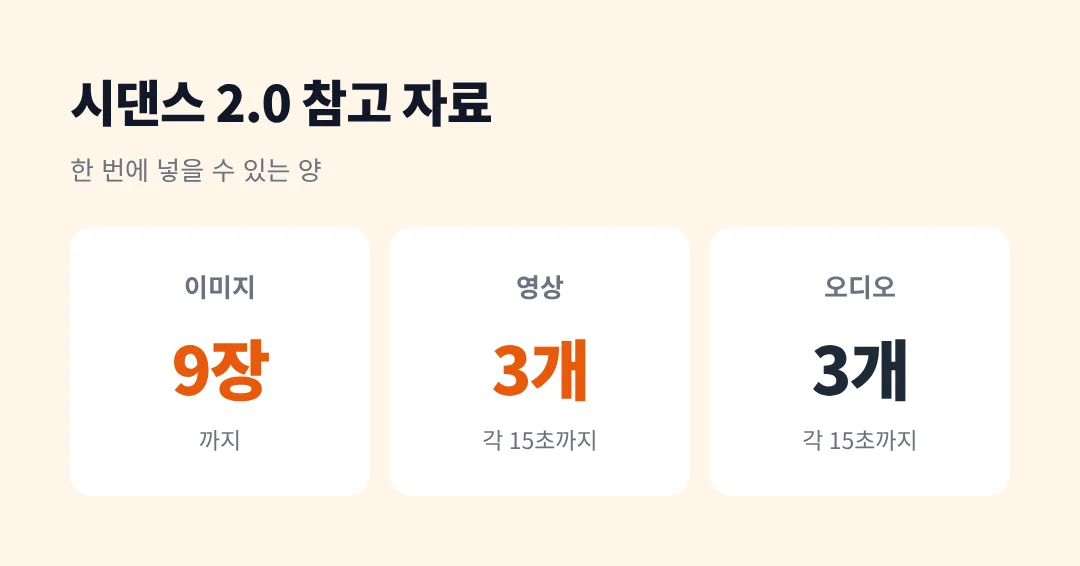 시댄스 2.0 참고 자료
한 번에 넣을 수 있는 양
이미지
9장
까지
영상
3개
각 15초까지
오디오
3개
각 15초까지